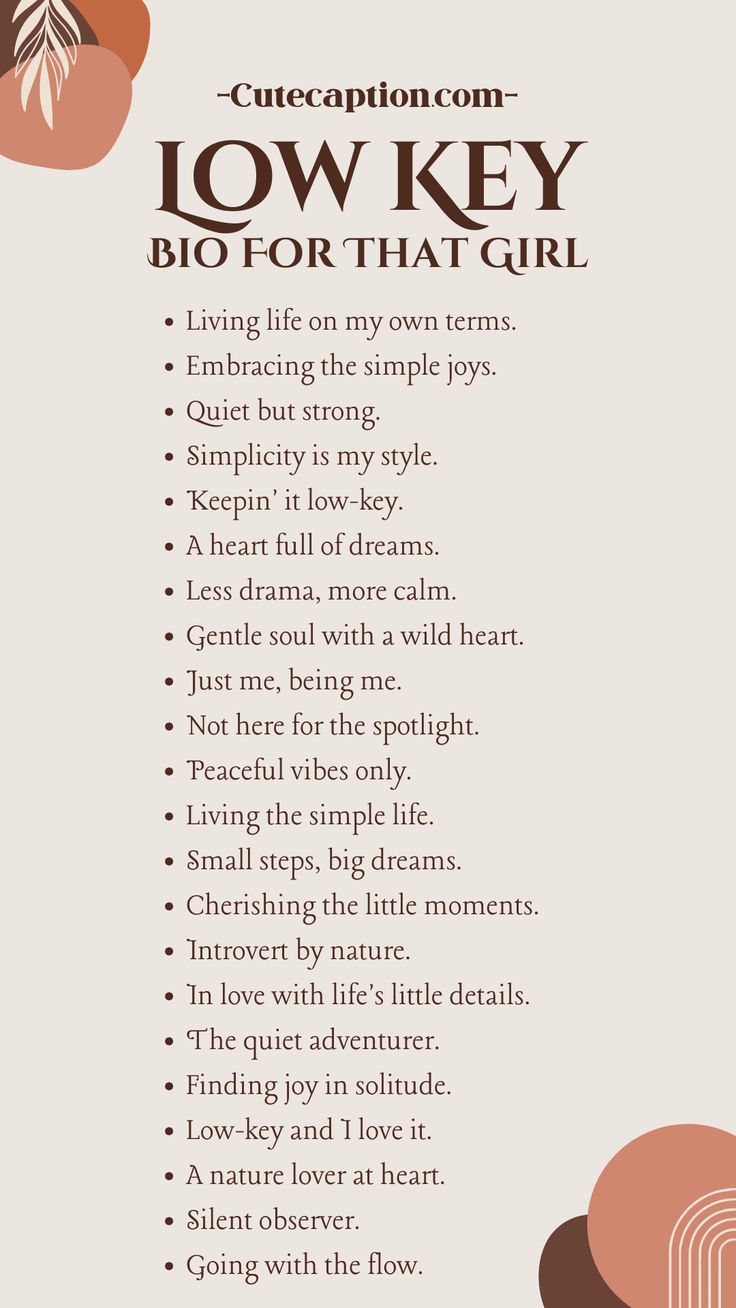 -Cutecaption.com-
Low Key
Bio For That Girl
• Living life on my own terms.
• Embracing the simple joys.
• Quiet but strong.
• Simplicity is my style.
• Keepin' it low-key.
• A heart full of dreams.
• Less drama, more calm.
• Gentle soul with a wild heart.
• Just me, being me.
• Not here for the spotlight.
• Peaceful vibes only.
• Living the simple life.
• Small steps, big dreams.
• Cherishing the little moments.
• Introvert by nature.
• In love with life's little details.
• The quiet adventurer.
• Finding joy in solitude.
• Low-key and I love it.
• A nature lover at heart.
• Silent observer.
• Going with the flow.